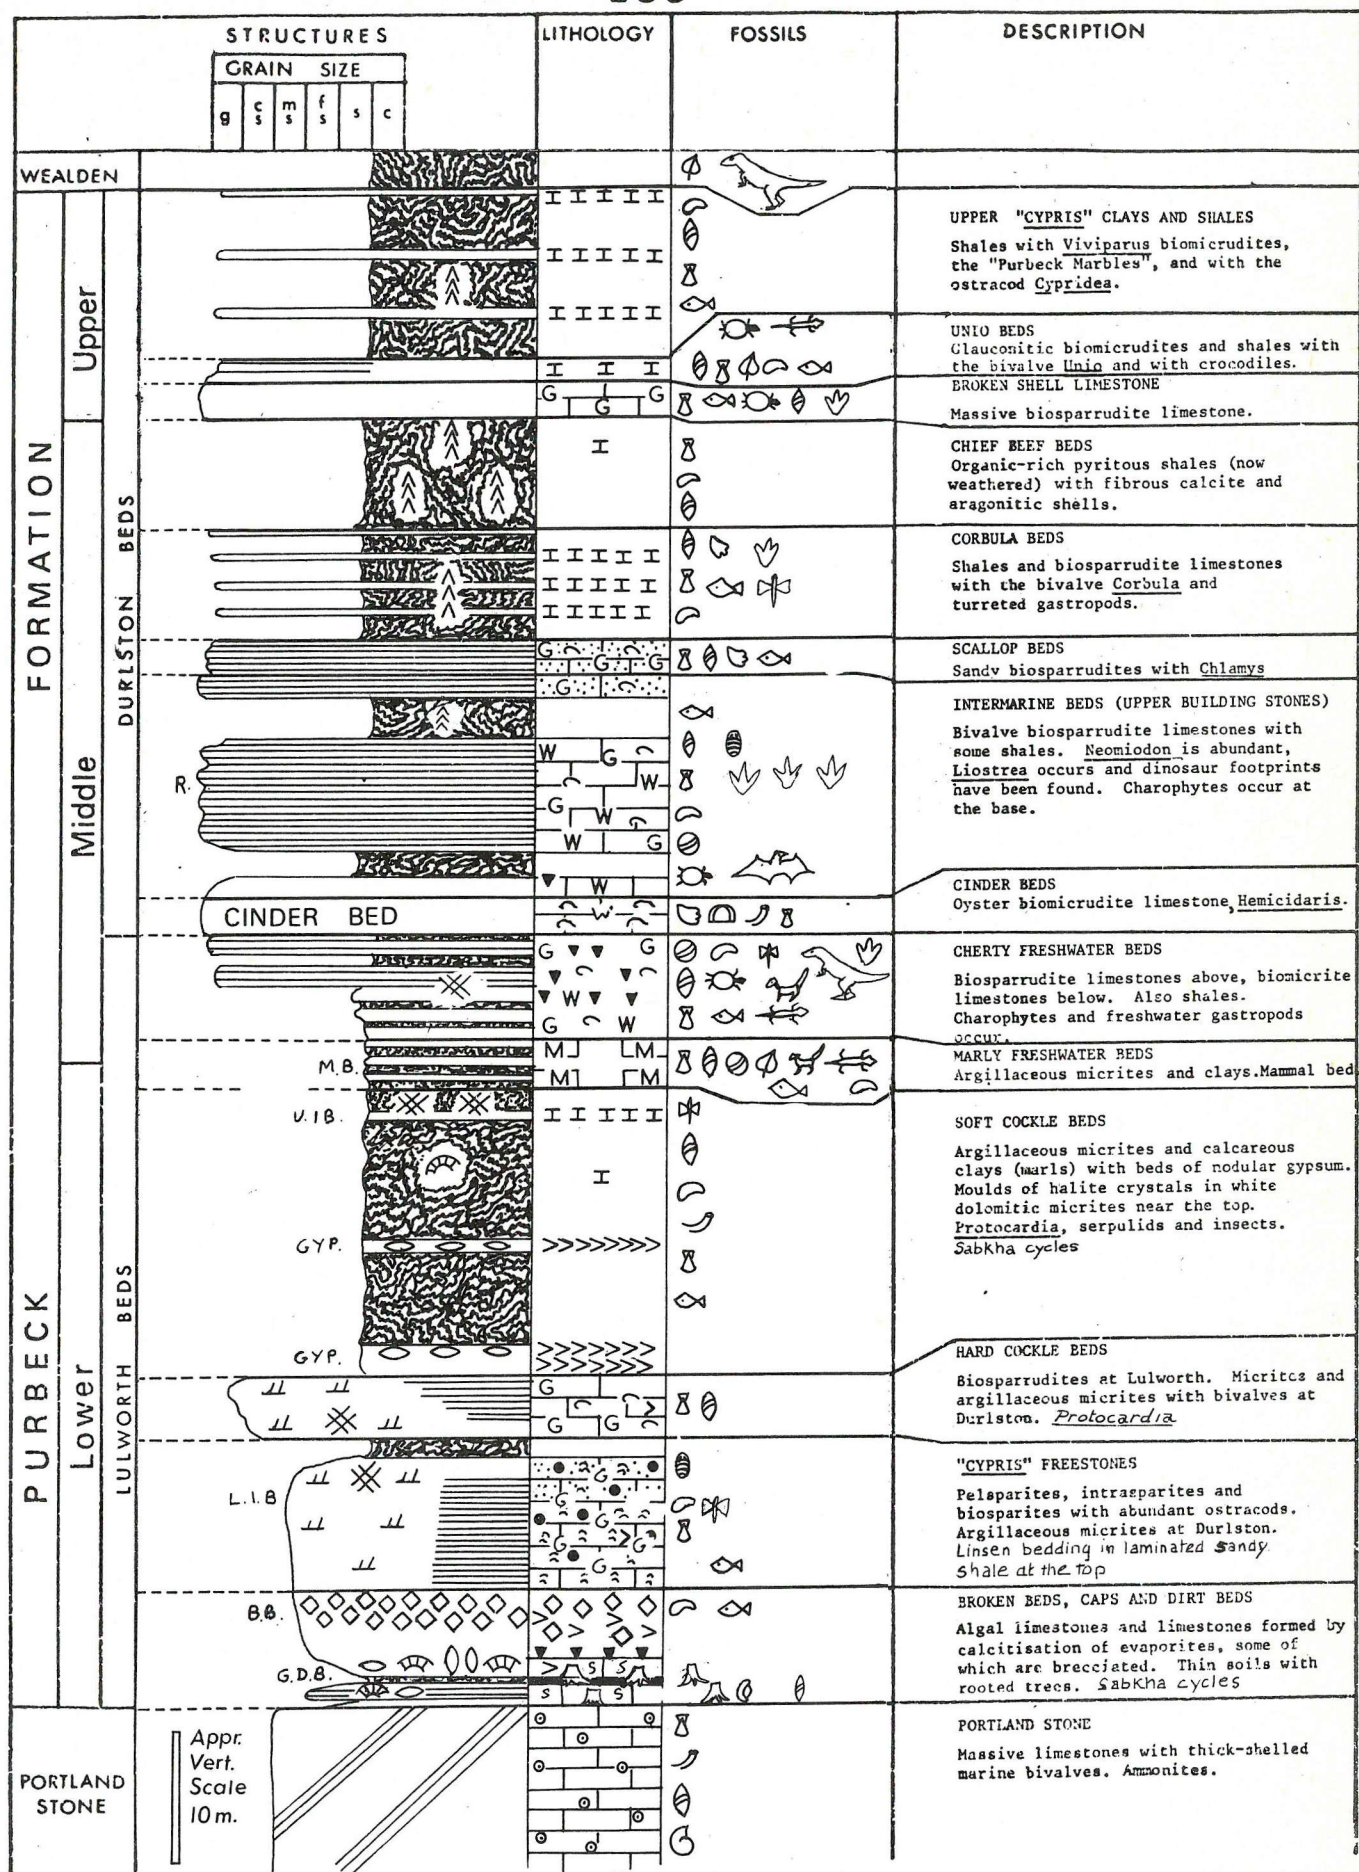 STRUCTURES
LITHOLOGY
FOSSILS
DESCRIPTION
GRAIN SIZE
g
c s
m s
f s
s
c
WEALDEN
PURBECK FORMATION
Upper
Middle
Lower
DURLSTON BEDS
LULWORTH BEDS
UPPER "CYPRIS" CLAYS AND SHALES
Shales with Viviparus biomicrudites,
the "Purbeck Marbles", and with the
ostracod Cypridea.
UNIO BEDS
Glauconitic biomicrudites and shales with
the bivalve Unio and with crocodiles.
BROKEN SHELL LIMESTONE
Massive biosparrudite limestone.
CHIEF BEEF BEDS
Organic-rich pyritous shales (now
weathered) with fibrous calcite and
aragonitic shells.
CORBULA BEDS
Shales and biosparrudite limestones
with the bivalve Corbula and
turreted gastropods.
SCALLOP BEDS
Sandy biosparrudites with Chlamys
INTERMARINE BEDS (UPPER BUILDING STONES)
Bivalve biosparrudite limestones with
some shales. Neomiodon is abundant,
Liostrea occurs and dinosaur footprints
have been found. Charophytes occur at
the base.
R.
CINDER BED
CINDER BEDS
Oyster biomicrudite limestone, Hemicidaris.
CHERTY FRESHWATER BEDS
Biosparrudite limestones above, biomicrite
limestones below. Also shales.
Charophytes and freshwater gastropods
occur.
M.B.
MARLY FRESHWATER BEDS
Argillaceous micrites and clays. Mammal bed
U.I.B.
GYP.
GYP.
SOFT COCKLE BEDS
Argillaceous micrites and calcareous
clays (marls) with beds of nodular gypsum.
Moulds of halite crystals in white
dolomitic micrites near the top.
Protocardia, serpulids and insects.
Sabkha cycles
HARD COCKLE BEDS
Biosparrudites at Lulworth. Micrites and
argillaceous micrites with bivalves at
Durlston. Protocardia
L.I.B
"CYPRIS" FREESTONES
Pelsparites, intrasparites and
biosparites with abundant ostracods.
Argillaceous micrites at Durlston.
Linsen bedding in laminated sandy
shale at the top
B.B.
G.D.B.
BROKEN BEDS, CAPS AND DIRT BEDS
Algal limestones and limestones formed by
calcitisation of evaporites, some of
which are brecciated. Thin soils with
rooted trees. Sabkha cycles
PORTLAND
STONE
Appr.
Vert.
Scale
10 m.
PORTLAND STONE
Massive limestones with thick-shelled
marine bivalves. Ammonites.